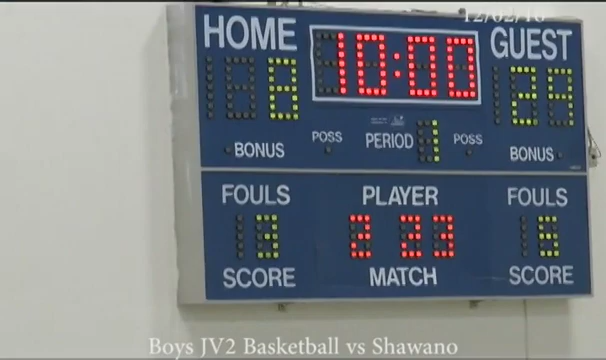 12/02/16
HOME 10:00 GUEST
8 29
BONUS POSS PERIOD 1 POSS BONUS
FOULS PLAYER FOULS
3 2 23 5
SCORE MATCH SCORE
Boys JV2 Basketball vs Shawano